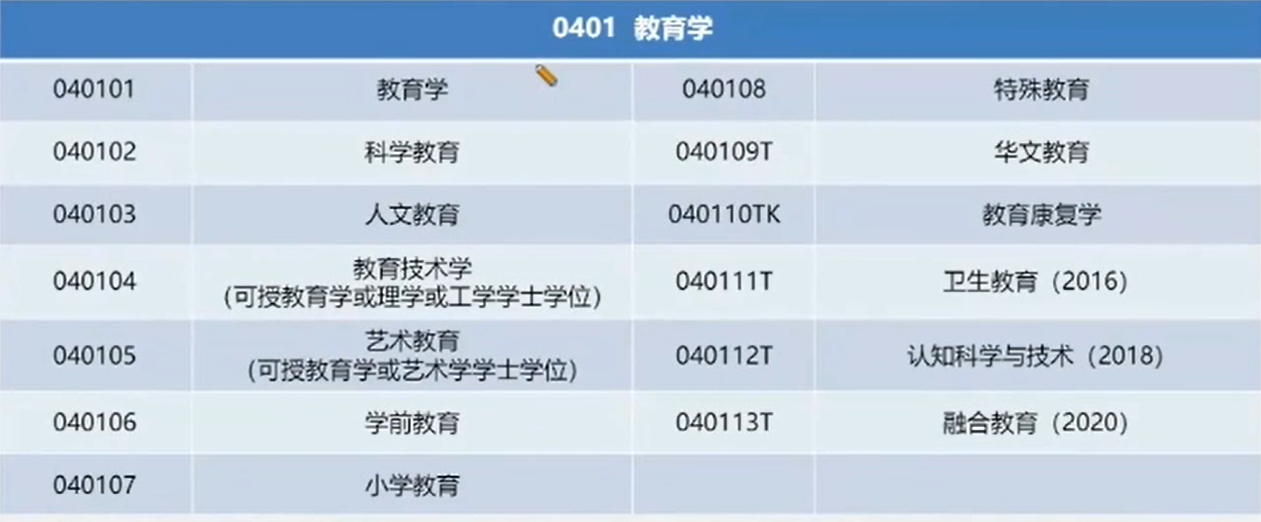 0401 教育学
040101 教育学 040108 特殊教育
040102 科学教育 040109T 华文教育
040103 人文教育 040110TK 教育康复学
040104 教育技术学
(可授教育学或理学或工学学士学位) 040111T 卫生教育（2016）
040105 艺术教育
(可授教育学或艺术学学士学位) 040112T 认知科学与技术（2018）
040106 学前教育 040113T 融合教育（2020）
040107 小学教育